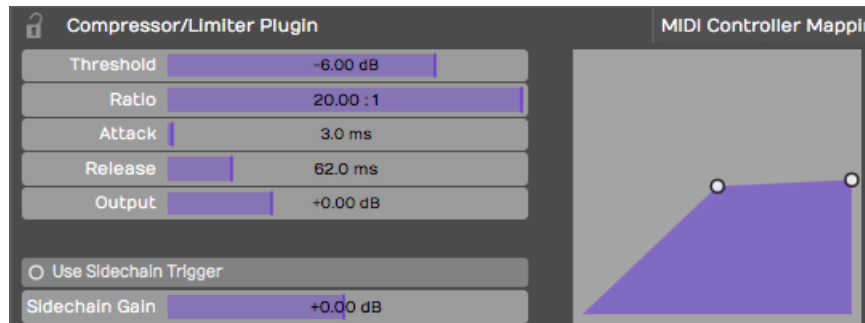 Compressor/Limiter Plugin
MIDI Controller Mappi
Threshold -6.00 dB
Ratio 20.00 : 1
Attack 3.0 ms
Release 62.0 ms
Output +0.00 dB
Use Sidechain Trigger
Sidechain Gain +0.00 dB